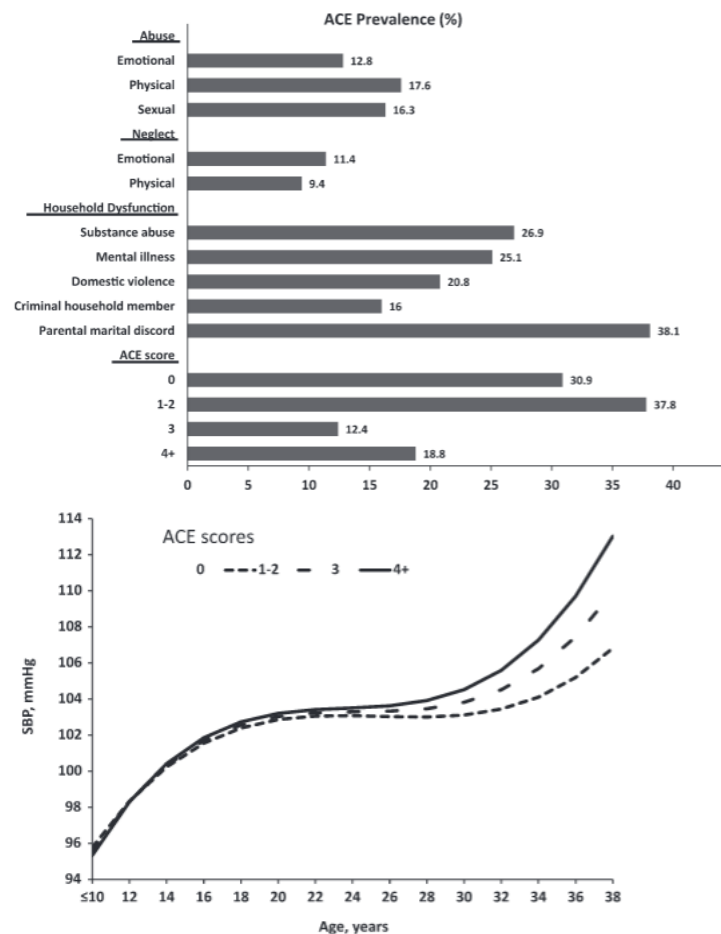 ACE Prevalence (%)
Abuse
Emotional 12.8
Physical 17.6
Sexual 16.3
Neglect
Emotional 11.4
Physical 9.4
Household Dysfunction
Substance abuse 26.9
Mental illness 25.1
Domestic violence 20.8
Criminal household member 16
Parental marital discord 38.1
ACE score
0 30.9
1-2 37.8
3 12.4
4+ 18.8
0 5 10 15 20 25 30 35 40
ACE scores
0 1-2 3 4+
SBP, mmHg
114
112
110
108
106
104
102
100
98
96
94
≤10 12 14 16 18 20 22 24 26 28 30 32 34 36 38
Age, years